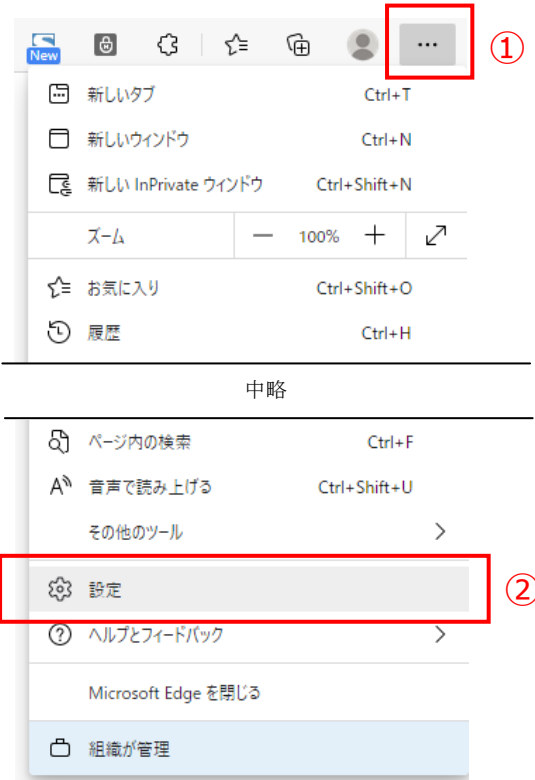 New
… ①
新しいタブ Ctrl+T
新しいウィンドウ Ctrl+N
新しい InPrivate ウィンドウ Ctrl+Shift+N
ズーム — 100% +
お気に入り Ctrl+Shift+O
履歴 Ctrl+H
中略
ページ内の検索 Ctrl+F
A 音声で読み上げる Ctrl+Shift+U
その他のツール
設定 ②
ヘルプとフィードバック
Microsoft Edge を閉じる
組織が管理